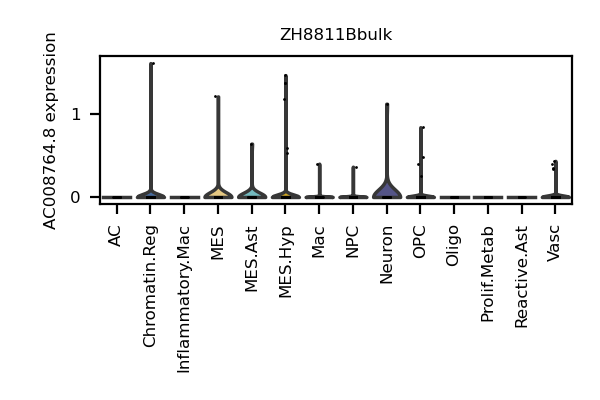 ZH8811Bbulk
AC008764.8 expression
1
0
AC
Chromatin.Reg
Inflammatory.Mac
MES
MES.Ast
MES.Hyp
Mac
NPC
Neuron
OPC
Oligo
Prolif.Metab
Reactive.Ast
Vasc